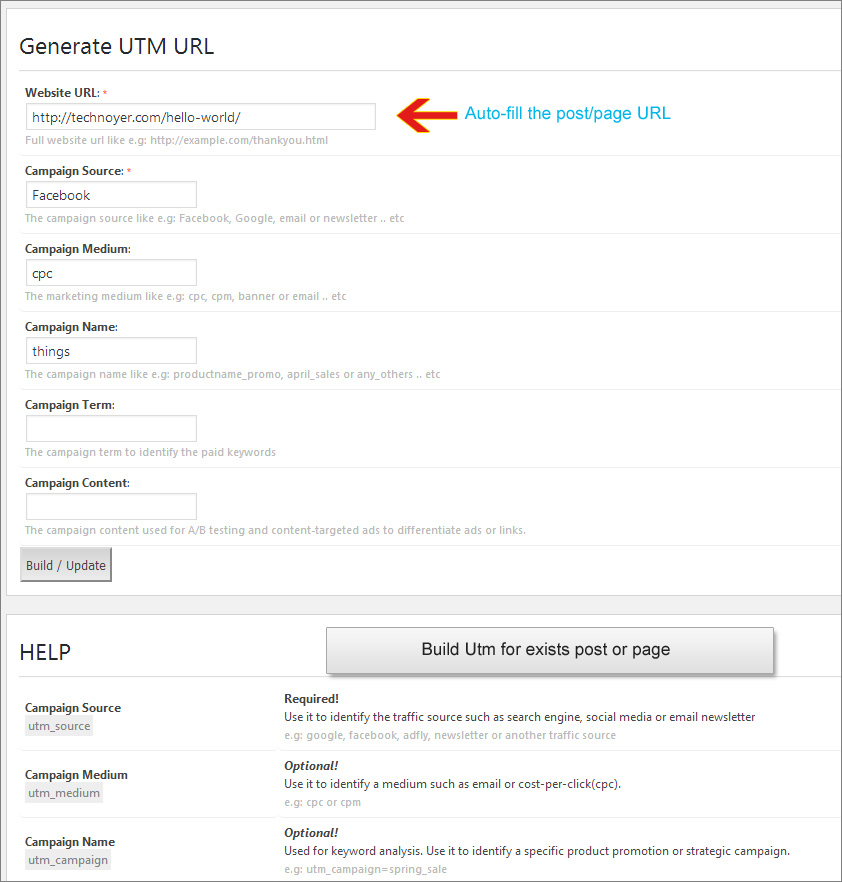 Generate UTM URL
Website URL: *
http://technoyer.com/hello-world/
Auto-fill the post/page URL
Full website url like e.g: http://example.com/thankyou.html
Campaign Source: *
Facebook
The campaign source like e.g: Facebook, Google, email or newsletter .. etc
Campaign Medium:
cpc
The marketing medium like e.g: cpc, cpm, banner or email .. etc
Campaign Name:
things
The campaign name like e.g: productname_promo, april_sales or any_others .. etc
Campaign Term:
The campaign term to identify the paid keywords
Campaign Content:
The campaign content used for A/B testing and content-targeted ads to differentiate ads or links.
Build / Update
HELP
Build Utm for exists post or page
Campaign Source
utm_source
Required!
Use it to identify the traffic source such as search engine, social media or email newsletter
e.g: google, facebook, adfly, newsletter or another traffic source
Campaign Medium
utm_medium
Optional!
Use it to identify a medium such as email or cost-per-click(cpc).
e.g: cpc or cpm
Campaign Name
utm_campaign
Optional!
Used for keyword analysis. Use it to identify a specific product promotion or strategic campaign.
e.g: utm_campaign=spring_sale